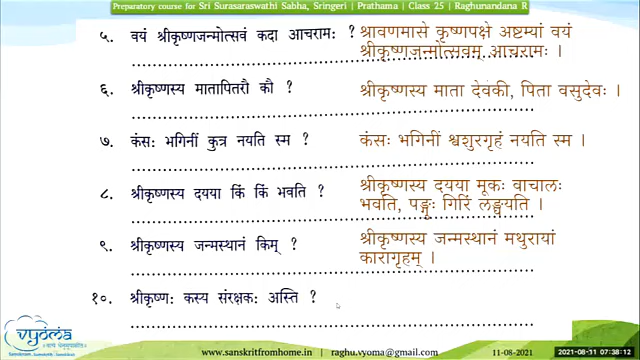 Preparatory course for Sri Surasaraswathi Sabha, Sringeri | Prathama | Class 25 | Raghunandana R
५. वयं श्रीकृष्णजन्मोत्सवं कदा आचरामः ? श्रावणमासे कृष्णपक्षे अष्टम्यां वयं
श्रीकृष्णजन्मोत्सवम् आचरामः ।
६. श्रीकृष्णस्य मातापितरौ कौ ? श्रीकृष्णस्य माता देवकी, पिता वसुदेवः ।
७. कंसः भगिनीं कुत्र नयति स्म ? कंसः भगिनीं श्वशुरगृहं नयति स्म ।
८. श्रीकृष्णस्य दयया किं किं भवति ? श्रीकृष्णस्य दयया मूकः वाचालः
भवति, पङ्गुः गिरिं लङ्घयति ।
९. श्रीकृष्णस्य जन्मस्थानं किम् ? श्रीकृष्णस्य जन्मस्थानं मथुरायां
कारागृहम् ।
१०. श्रीकृष्णः कस्य संरक्षकः अस्ति ?
vyoma
www.sanskritfromhome.in | raghu.vyoma@gmail.com 11-08-2021
2021-08-11 07:38:12